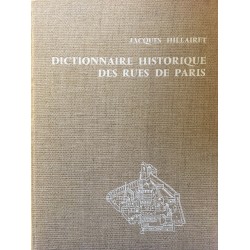 JACQUES HILLAIRET
DICTIONNAIRE HISTORIQUE
DES RUES DE PARIS